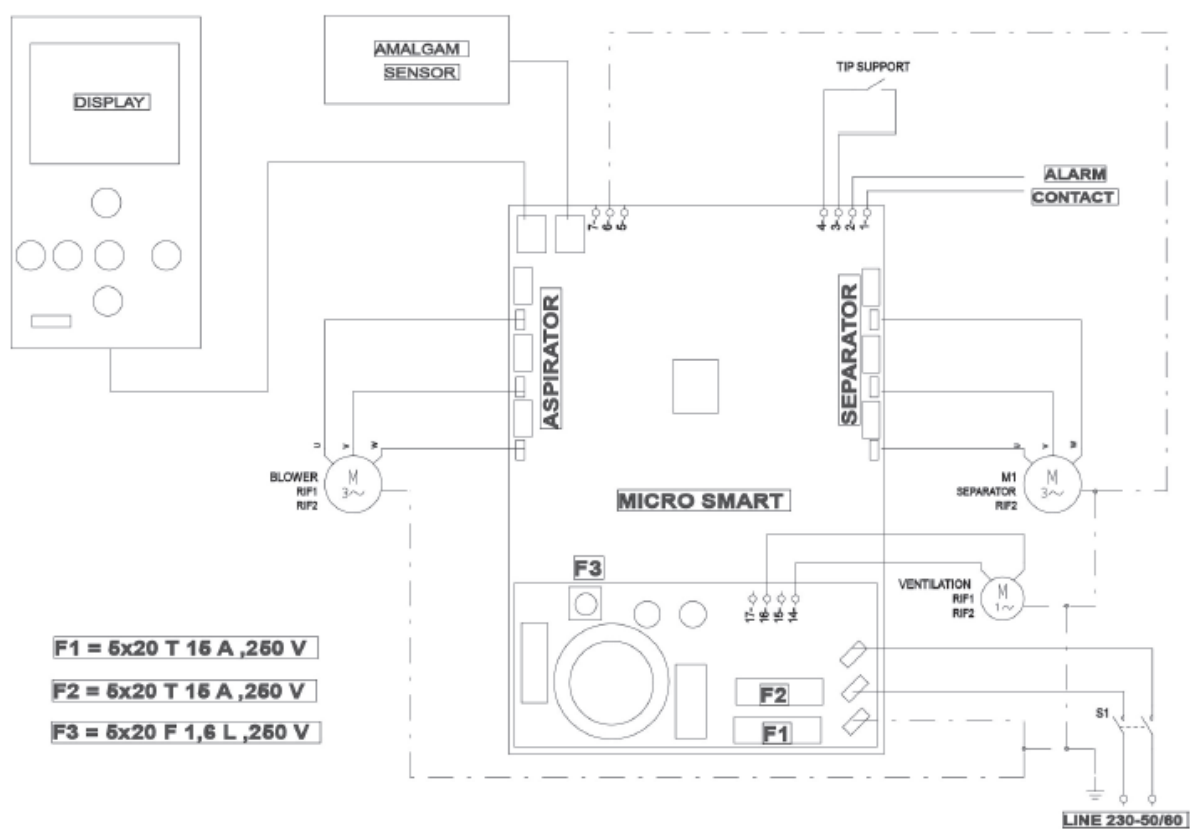 AMALGAM
SENSOR
TIP SUPPORT
DISPLAY
ALARM
CONTACT
7-
6-
5-
4-
3-
2-
1-
ASPIRATOR
SEPARATOR
U
V
W
BLOWER
RIF1
RIF2
M
3~
U
V
W
M1
SEPARATOR
RIF2
M
3~
MICRO SMART
F3
VENTILATION
RIF1
RIF2
M
1~
17-
16-
15-
14-
F1 = 5x20 T 15 A ,250 V
F2 = 5x20 T 15 A ,250 V
F3 = 5x20 F 1,6 L ,250 V
F2
F1
S1
LINE 230-50/60